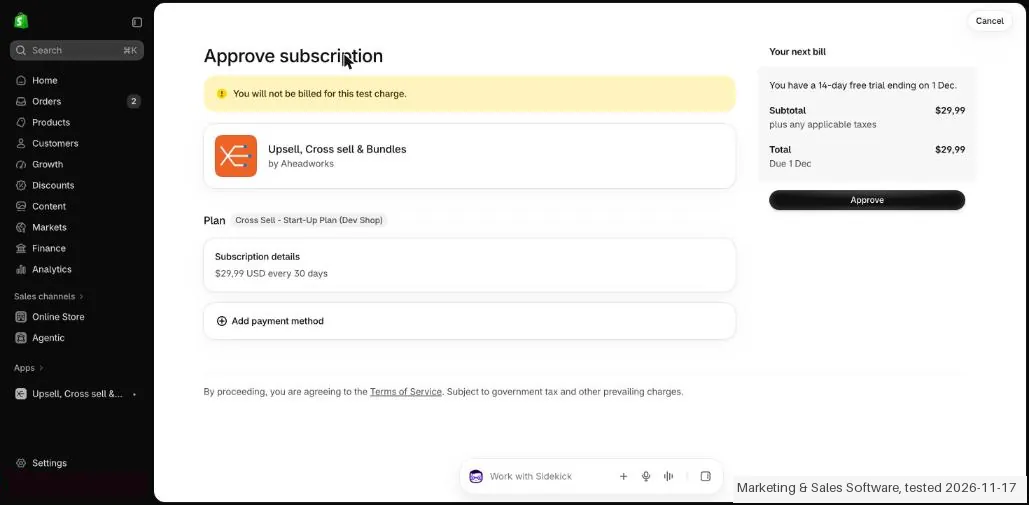 Search
⌘K
Home
Orders
2
Products
Customers
Growth
Discounts
Content
Markets
Finance
Analytics
Sales channels
Online Store
Agentic
Apps
Upsell, Cross sell &...
Settings
Cancel
Approve subscription
You will not be billed for this test charge.
Upsell, Cross sell & Bundles
by Aheadworks
Plan
Cross Sell - Start-Up Plan (Dev Shop)
Subscription details
$29,99 USD every 30 days
Add payment method
By proceeding, you are agreeing to the Terms of Service. Subject to government tax and other prevailing charges.
Your next bill
You have a 14-day free trial ending on 1 Dec.
Subtotal $29,99
plus any applicable taxes
Total $29,99
Due 1 Dec
Approve
Work with Sidekick
Marketing & Sales Software, tested 2026-11-17